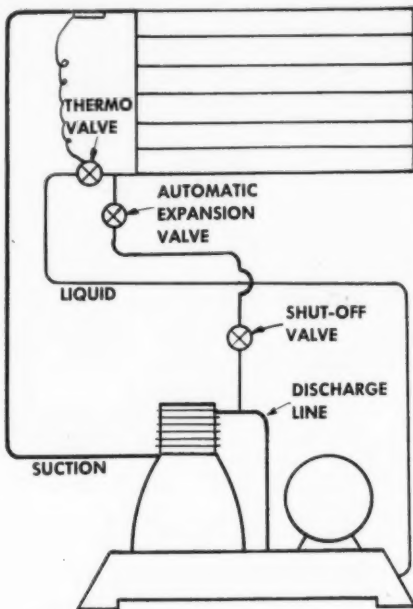 THERMO
VALVE
AUTOMATIC
EXPANSION
VALVE
LIQUID
SHUT-OFF
VALVE
DISCHARGE
LINE
SUCTION